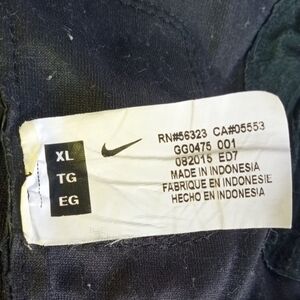 XL
TG
EG
RN#56323 CA#05553
GG0475 001
082015 ED7
MADE IN INDONESIA
FABRIQUE EN INDONESIE
HECHO EN INDONESIA